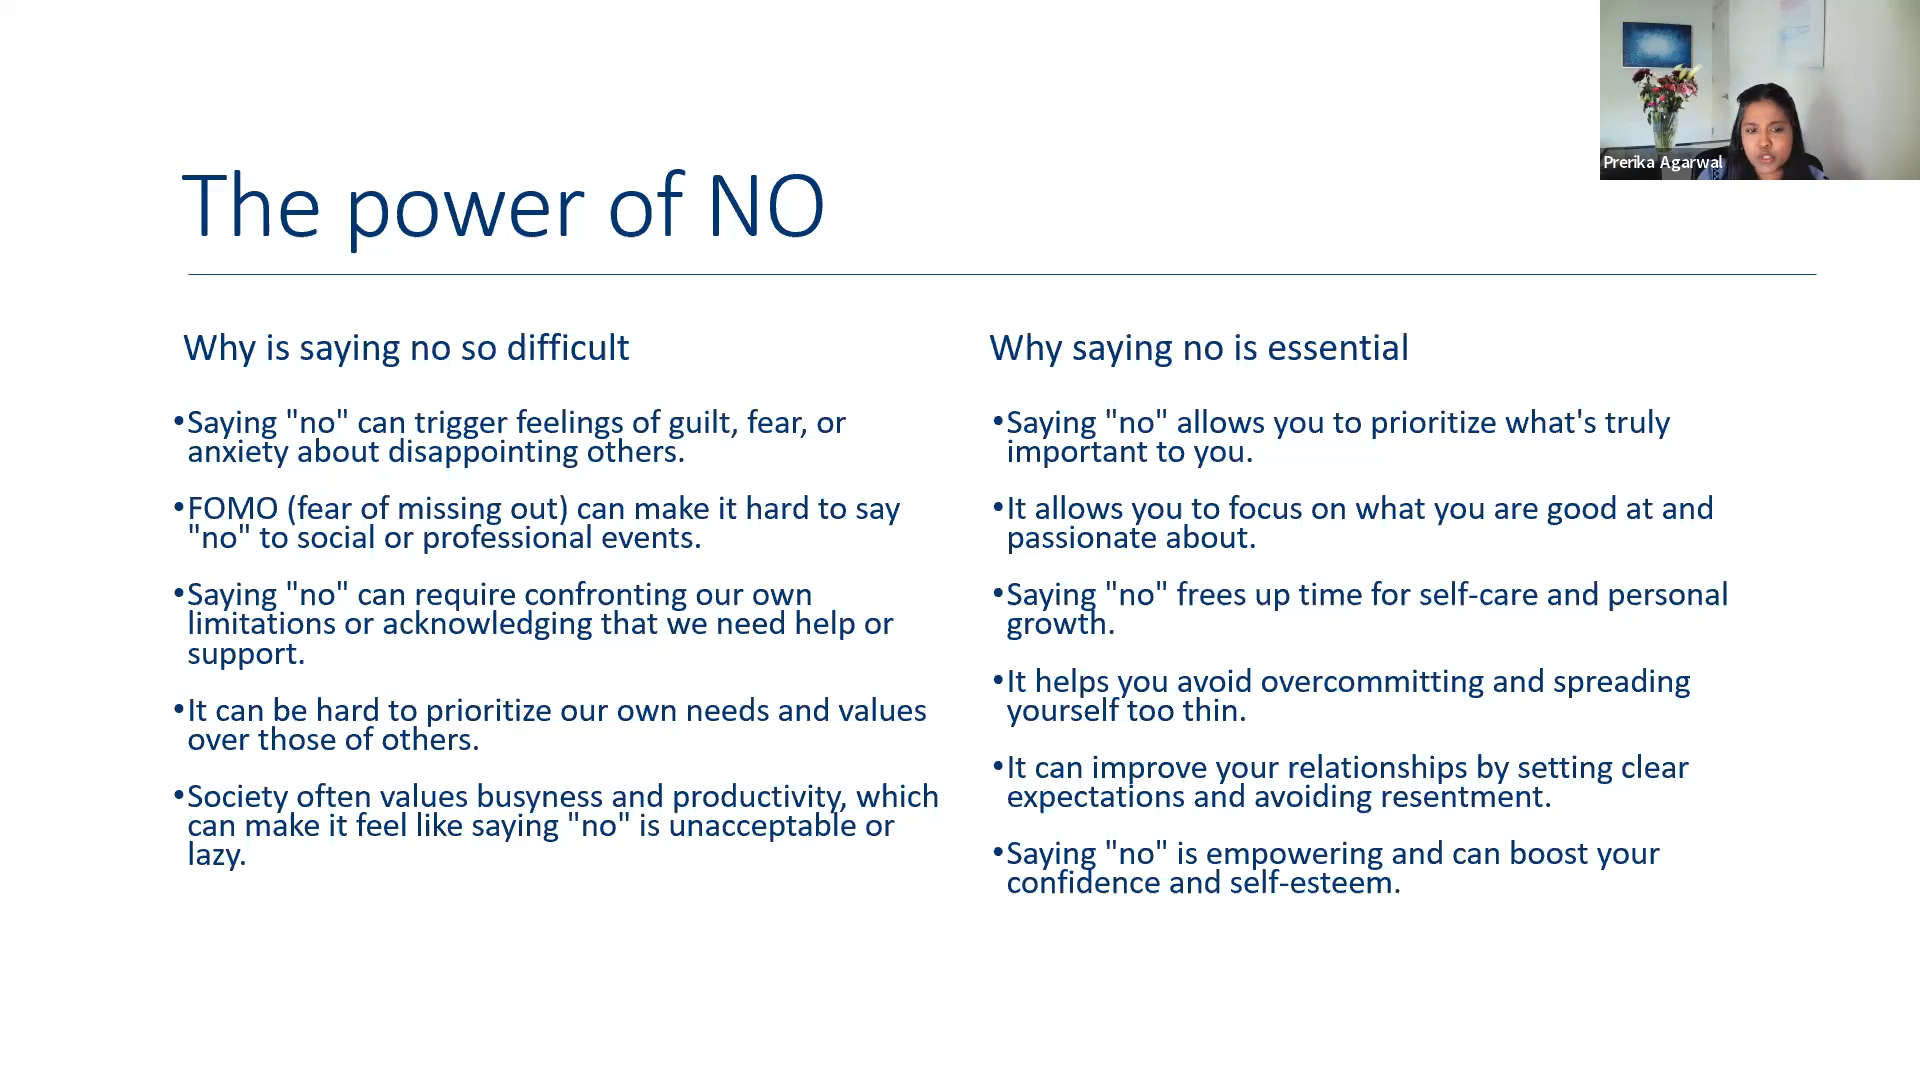 Prerika Agarwal
The power of NO
Why is saying no so difficult
•Saying "no" can trigger feelings of guilt, fear, or
anxiety about disappointing others.
•FOMO (fear of missing out) can make it hard to say
"no" to social or professional events.
•Saying "no" can require confronting our own
limitations or acknowledging that we need help or
support.
•It can be hard to prioritize our own needs and values
over those of others.
•Society often values busyness and productivity, which
can make it feel like saying "no" is unacceptable or
lazy.
Why saying no is essential
•Saying "no" allows you to prioritize what's truly
important to you.
•It allows you to focus on what you are good at and
passionate about.
•Saying "no" frees up time for self-care and personal
growth.
•It helps you avoid overcommitting and spreading
yourself too thin.
•It can improve your relationships by setting clear
expectations and avoiding resentment.
•Saying "no" is empowering and can boost your
confidence and self-esteem.